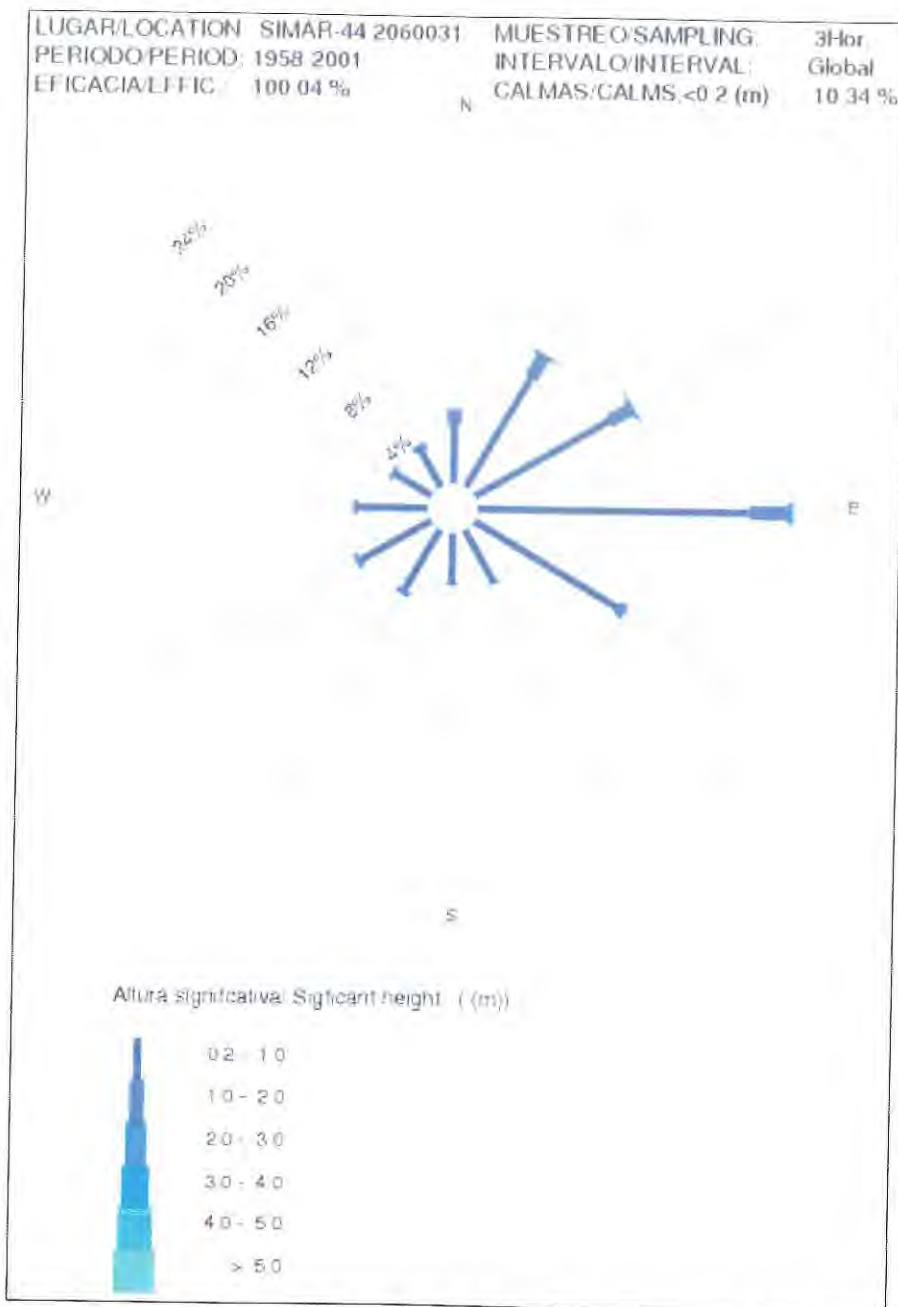 LUGAR/LOCATION SIMAR-44 2060031 MUESTREO/SAMPLING: 3Hor
PERIODO/PERIOD: 1958 2001 INTERVALO/INTERVAL: Global
EFICACIA/EFFIC: 100 04 % CALMAS/CALMS <0 2 (m) 10 34 %
N
24%
20%
16%
12%
8%
4%
W E
S
Altura signifcativa/ Sigficant height ( (m))
0 2 - 1 0
1 0 - 2 0
2 0 - 3 0
3 0 - 4 0
4 0 - 5 0
> 5 0